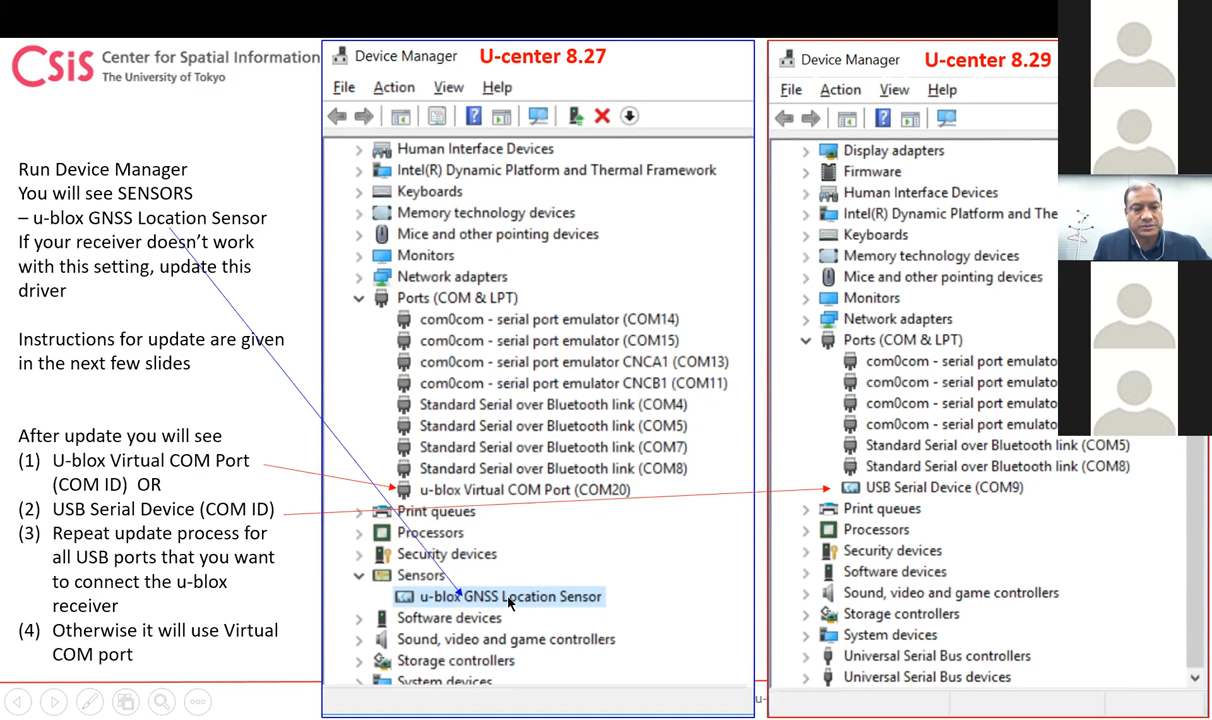 CSiS Center for Spatial Information
The University of Tokyo
Run Device Manager
You will see SENSORS
– u-blox GNSS Location Sensor
If your receiver doesn't work
with this setting, update this
driver
Instructions for update are given
in the next few slides
After update you will see
(1) U-blox Virtual COM Port
(COM ID) OR
(2) USB Serial Device (COM ID)
(3) Repeat update process for
all USB ports that you want
to connect the u-blox
receiver
(4) Otherwise it will use Virtual
COM port
Device Manager
U-center 8.27
File Action View Help
Human Interface Devices
Intel(R) Dynamic Platform and Thermal Framework
Keyboards
Memory technology devices
Mice and other pointing devices
Monitors
Network adapters
Ports (COM & LPT)
com0com - serial port emulator (COM14)
com0com - serial port emulator (COM15)
com0com - serial port emulator CNCA1 (COM13)
com0com - serial port emulator CNCB1 (COM11)
Standard Serial over Bluetooth link (COM4)
Standard Serial over Bluetooth link (COM5)
Standard Serial over Bluetooth link (COM7)
Standard Serial over Bluetooth link (COM8)
u-blox Virtual COM Port (COM20)
Print queues
Processors
Security devices
Sensors
u-blox GNSS Location Sensor
Software devices
Sound, video and game controllers
Storage controllers
System devices
Device Manager
U-center 8.29
File Action View Help
Display adapters
Firmware
Human Interface Devices
Intel(R) Dynamic Platform and The
Keyboards
Memory technology devices
Mice and other pointing devices
Monitors
Network adapters
Ports (COM & LPT)
com0com - serial port emulato
com0com - serial port emulato
com0com - serial port emulato
com0com - serial port emulato
Standard Serial over Bluetooth link (COM5)
Standard Serial over Bluetooth link (COM8)
USB Serial Device (COM9)
Print queues
Processors
Security devices
Software devices
Sound, video and game controllers
Storage controllers
System devices
Universal Serial Bus controllers
Universal Serial Bus devices
u-